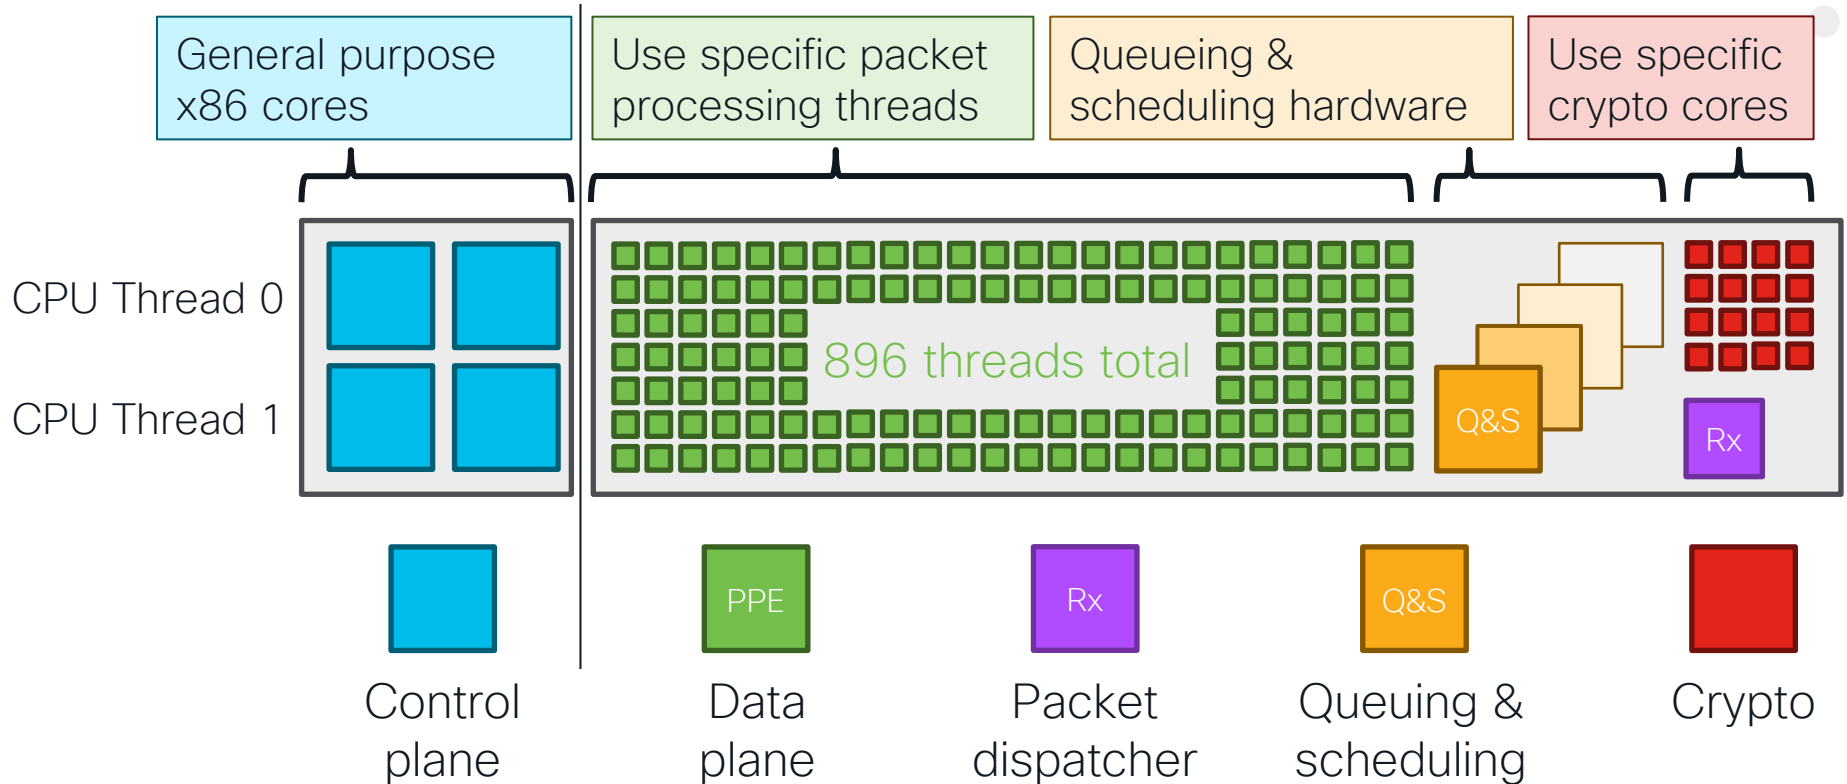 General purpose
x86 cores
Use specific packet
processing threads
Queueing &
scheduling hardware
Use specific
crypto cores
CPU Thread 0
CPU Thread 1
896 threads total
Q&S
Rx
PPE
Rx
Q&S
Control
plane
Data
plane
Packet
dispatcher
Queuing &
scheduling
Crypto